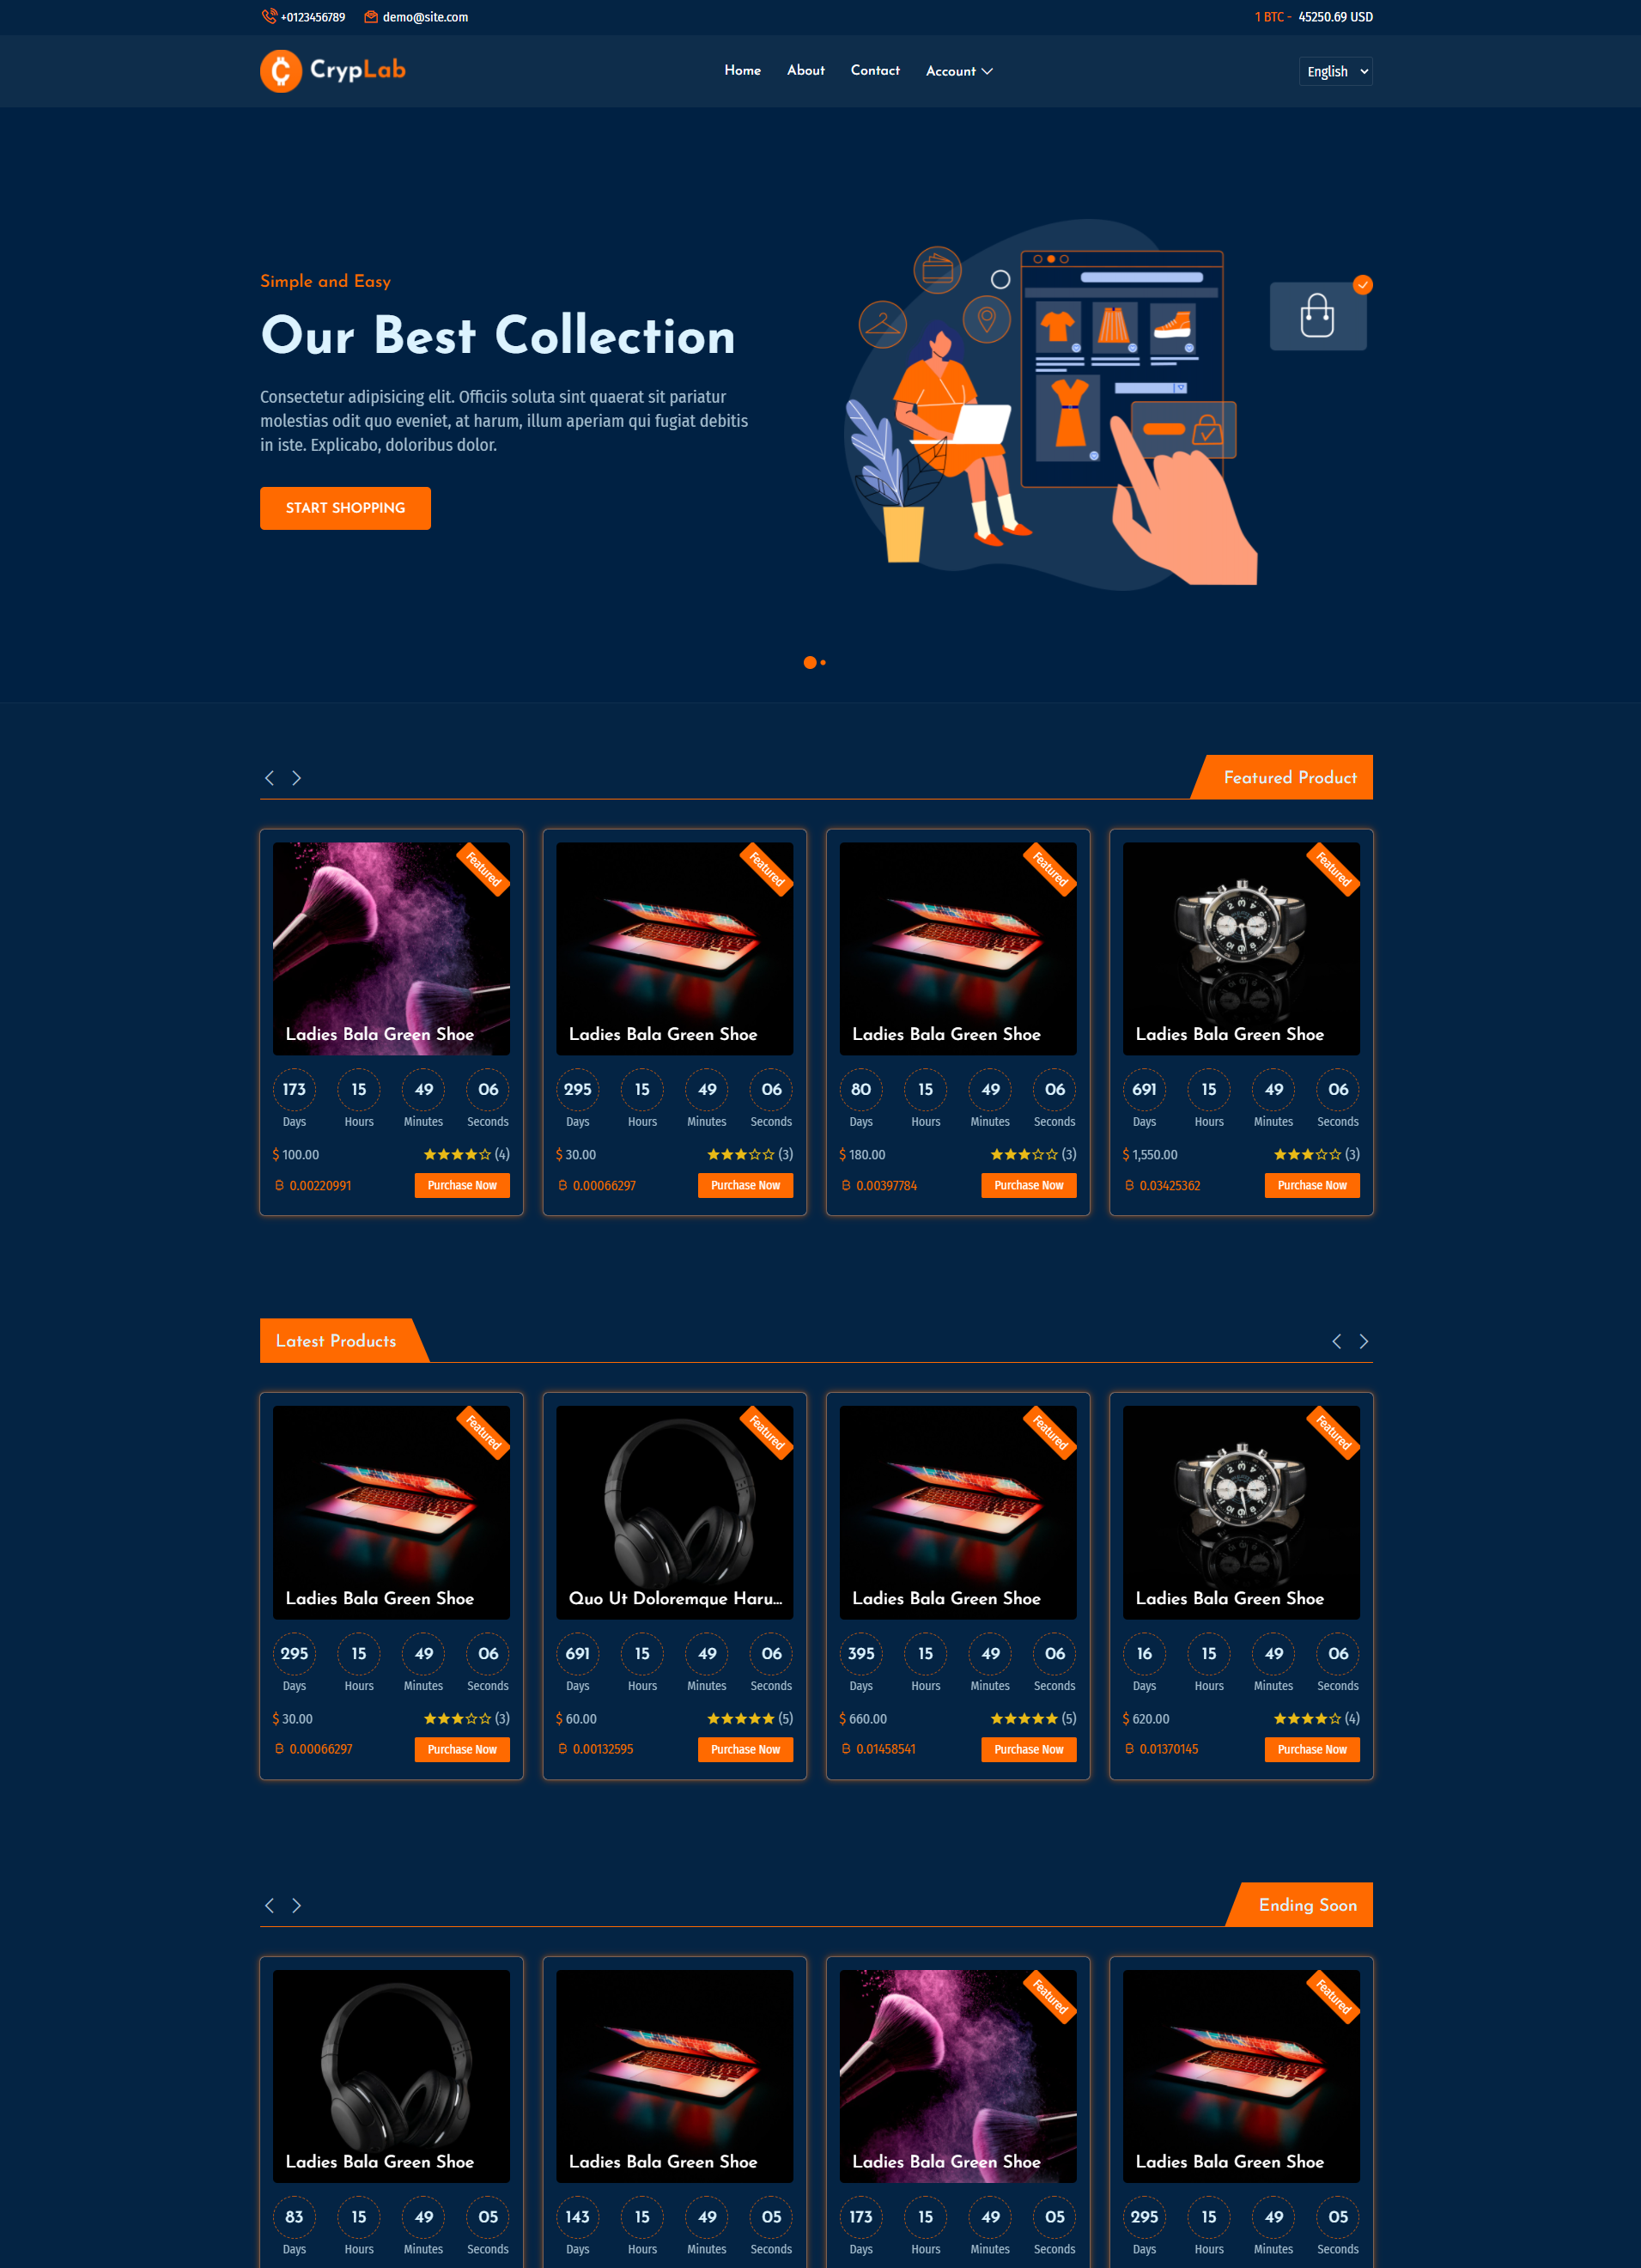 +0123456789 demo@site.com 1 BTC - 45250.69 USD
CrypLab Home About Contact Account English
Simple and Easy
Our Best Collection
Consectetur adipisicing elit. Officiis soluta sint quaerat sit pariatur
molestias odit quo eveniet, at harum, illum aperiam qui fugiat debitis
in iste. Explicabo, doloribus dolor.
START SHOPPING
Featured Product
Featured Featured Featured Featured
Ladies Bala Green Shoe Ladies Bala Green Shoe Ladies Bala Green Shoe Ladies Bala Green Shoe
173 15 49 06 295 15 49 06 80 15 49 06 691 15 49 06
Days Hours Minutes Seconds Days Hours Minutes Seconds Days Hours Minutes Seconds Days Hours Minutes Seconds
$ 100.00 (4) $ 30.00 (3) $ 180.00 (3) $ 1,550.00 (3)
0.00220991 Purchase Now 0.00066297 Purchase Now 0.00397784 Purchase Now 0.03425362 Purchase Now
Latest Products
Featured Featured Featured Featured
Ladies Bala Green Shoe Quo Ut Doloremque Haru... Ladies Bala Green Shoe Ladies Bala Green Shoe
295 15 49 06 691 15 49 06 395 15 49 06 16 15 49 06
Days Hours Minutes Seconds Days Hours Minutes Seconds Days Hours Minutes Seconds Days Hours Minutes Seconds
$ 30.00 (3) $ 60.00 (5) $ 660.00 (5) $ 620.00 (4)
0.00066297 Purchase Now 0.00132595 Purchase Now 0.01458541 Purchase Now 0.01370145 Purchase Now
Ending Soon
Featured Featured
Ladies Bala Green Shoe Ladies Bala Green Shoe Ladies Bala Green Shoe Ladies Bala Green Shoe
83 15 49 05 143 15 49 05 173 15 49 05 295 15 49 05
Days Hours Minutes Seconds Days Hours Minutes Seconds Days Hours Minutes Seconds Days Hours Minutes Seconds